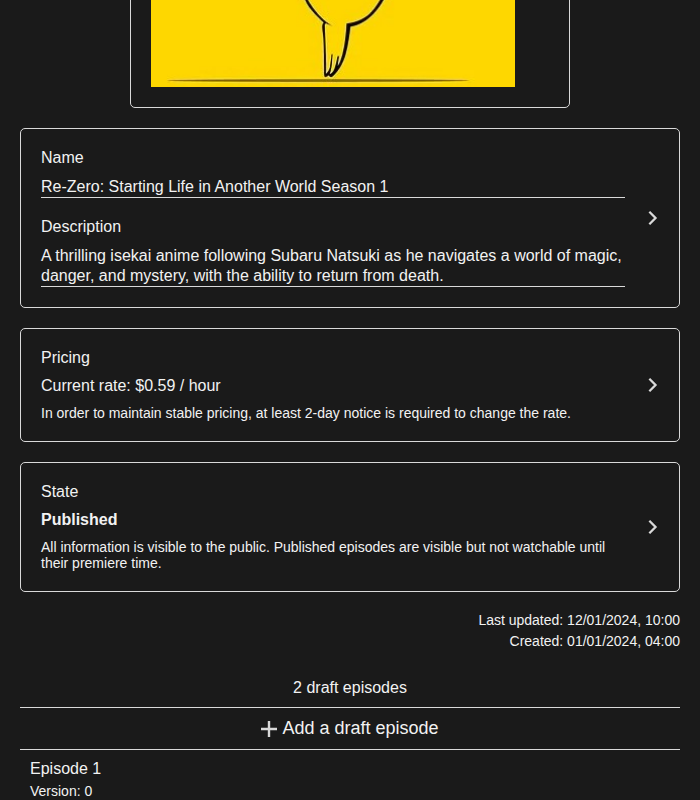 Name
Re-Zero: Starting Life in Another World Season 1
Description
A thrilling isekai anime following Subaru Natsuki as he navigates a world of magic,
danger, and mystery, with the ability to return from death.
Pricing
Current rate: $0.59 / hour
In order to maintain stable pricing, at least 2-day notice is required to change the rate.
State
Published
All information is visible to the public. Published episodes are visible but not watchable until
their premiere time.
Last updated: 12/01/2024, 10:00
Created: 01/01/2024, 04:00
2 draft episodes
Add a draft episode
Episode 1
Version: 0